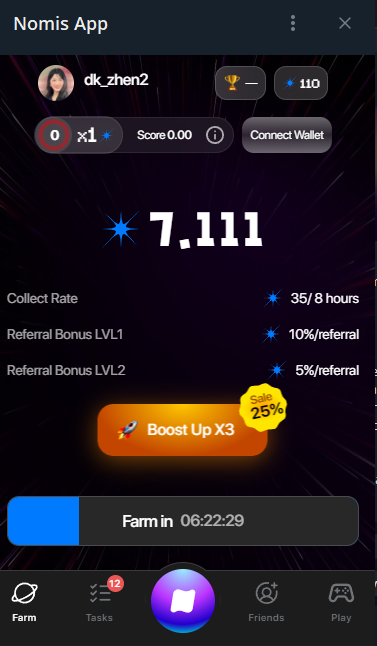 Nomis App
dk_zhen2
—
110
0
x1
Score 0.00
Connect Wallet
7.111
Collect Rate
35/ 8 hours
Referral Bonus LVL1
10%/referral
Referral Bonus LVL2
5%/referral
Sale
25%
Boost Up X3
Farm in 06:22:29
12
Farm
Tasks
Friends
Play